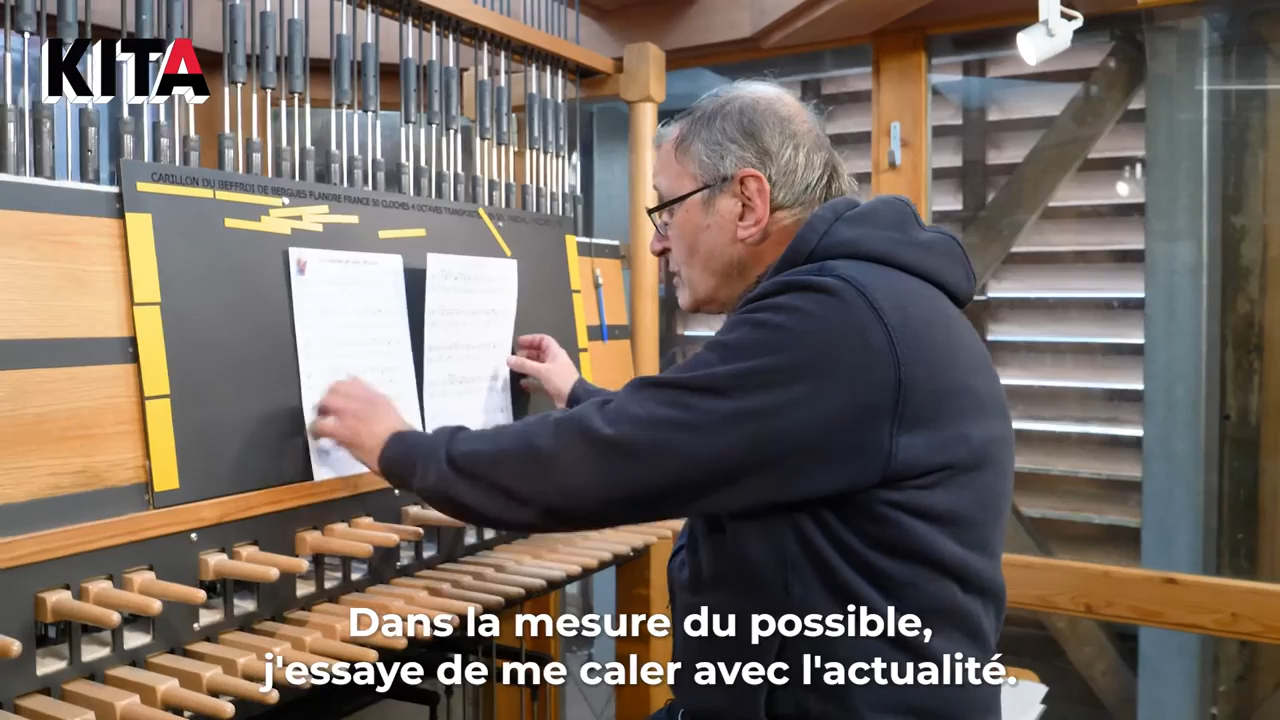 KITA
CARILLON DU BEFFROI DE BERGUES FLANDRE FRANCE 50 CLOCHES 4 OCTAVES
Dans la mesure du possible,
j'essaye de me caler avec l'actualité.